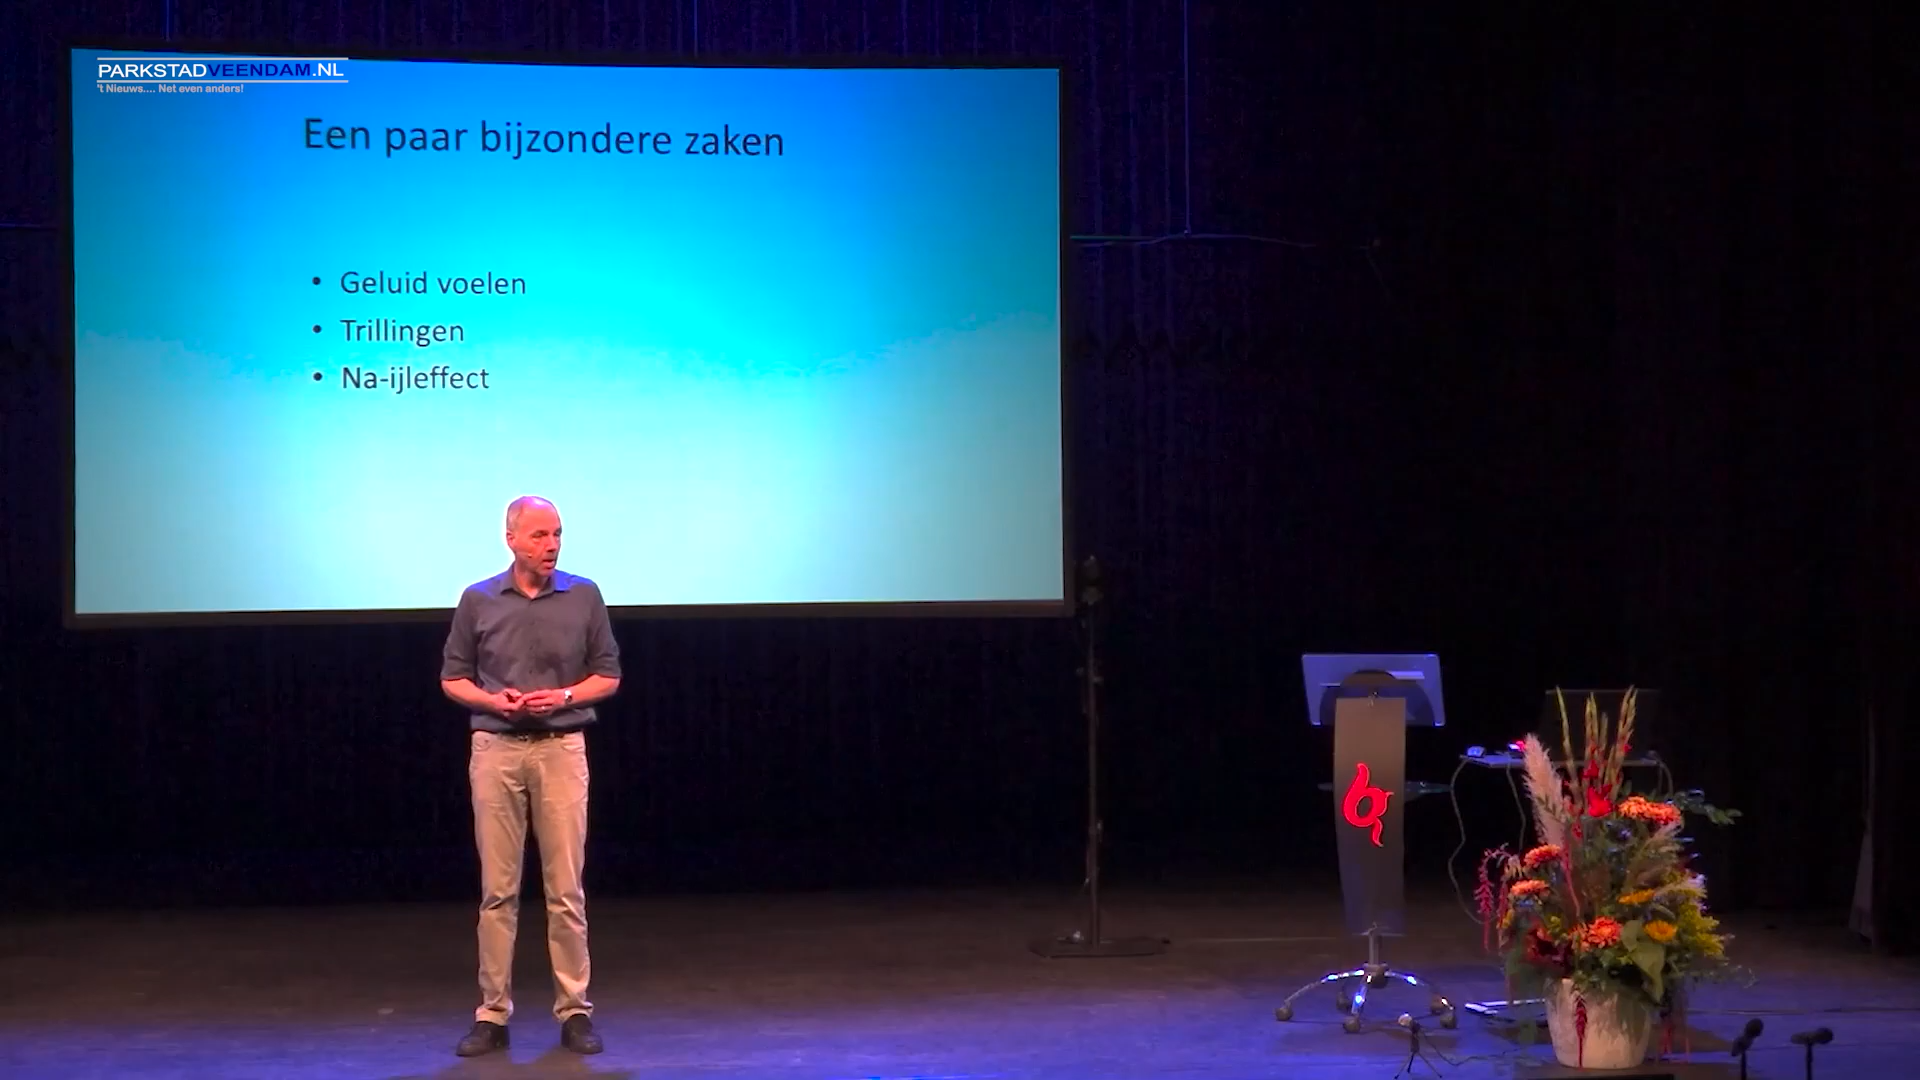 PARKSTADVEENDAM.NL
't Nieuws.... Net even anders!
Een paar bijzondere zaken
• Geluid voelen
• Trillingen
• Na-ijleffect